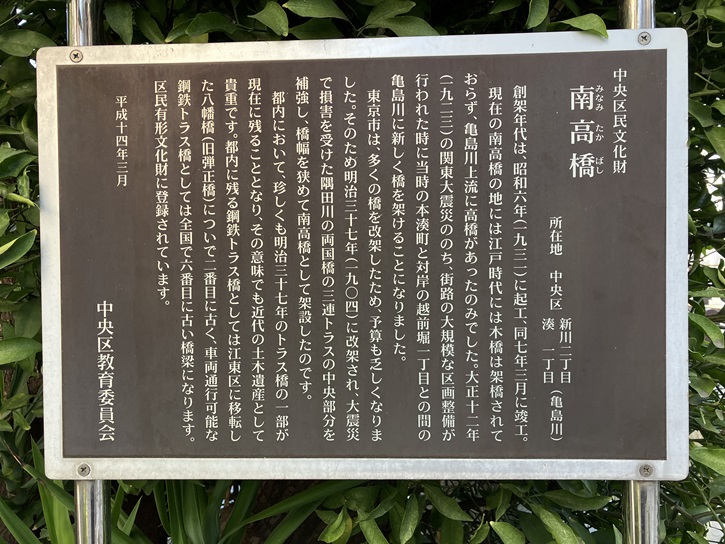 中央区民文化財
南高橋
みなみ たか ばし
所在地 中央区 新川二丁目
湊 一丁目 (亀島川)
創架年代は、昭和六年(一九三一)に起工、同七年三月に竣工。
現在の南高橋の地には江戸時代には木橋は架橋されて
おらず、亀島川上流に高橋があったのみでした。大正十二年
(一九二三)の関東大震災ののち、街路の大規模な区画整備が
行われた時に当時の本湊町と対岸の越前堀一丁目との間の
亀島川に新しく橋を架けることになりました。
東京市は、多くの橋を改架したため、予算も乏しくなりま
した。そのため明治三十七年(一九〇四)に改架され、大震災
で損害を受けた隅田川の両国橋の三連トラスの中央部分を
補強し、橋幅を狭めて南高橋として架設したのです。
都内において、珍しくも明治三十七年のトラス橋の一部が
現在に残ることとなり、その意味でも近代の土木遺産として
貴重です。都内に残る鋼鉄トラス橋としては江東区に移転し
た八幡橋(旧弾正橋)についで二番目に古く、車両通行可能な
鋼鉄トラス橋としては全国で六番目に古い橋梁になります。
区民有形文化財に登録されています。
平成十四年三月
中央区教育委員会